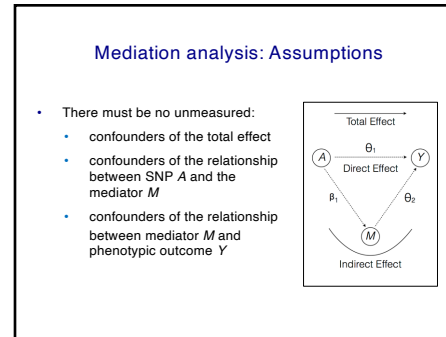 Mediation analysis: Assumptions
• There must be no unmeasured:
• confounders of the total effect
• confounders of the relationship
between SNP A and the
mediator M
• confounders of the relationship
between mediator M and
phenotypic outcome Y
Total Effect
θ1
A
Y
Direct Effect
β1
θ2
M
Indirect Effect